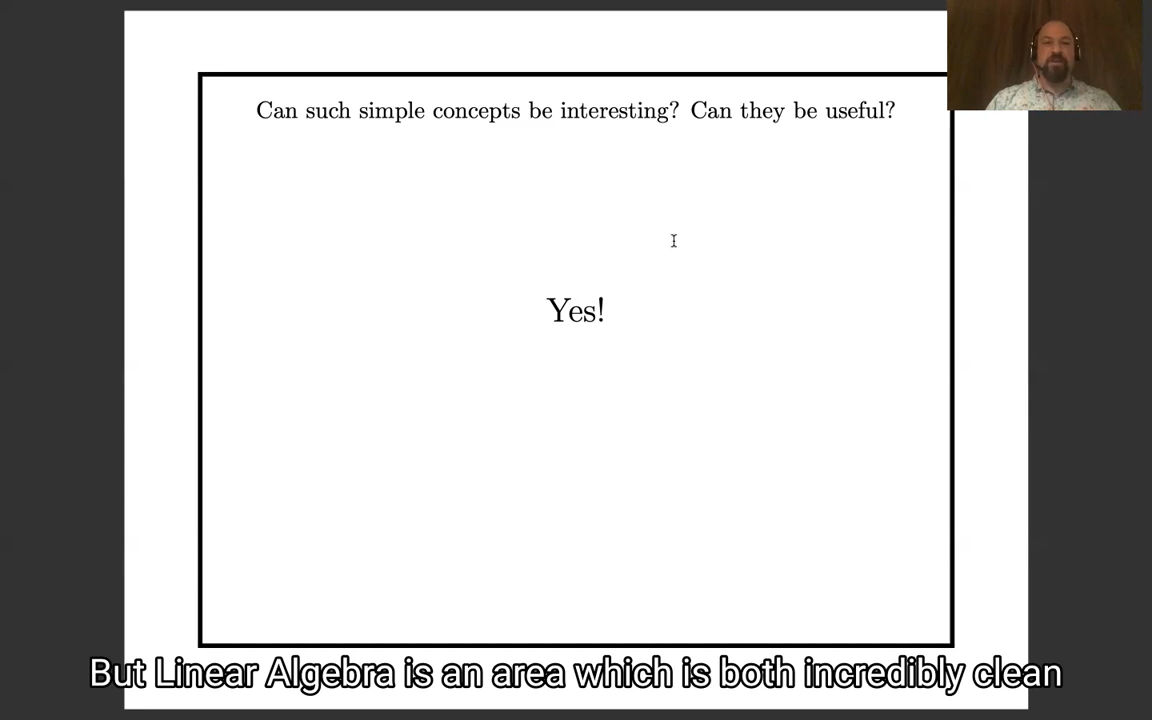 Can such simple concepts be interesting? Can they be useful?
Yes!
But Linear Algebra is an area which is both incredibly clean